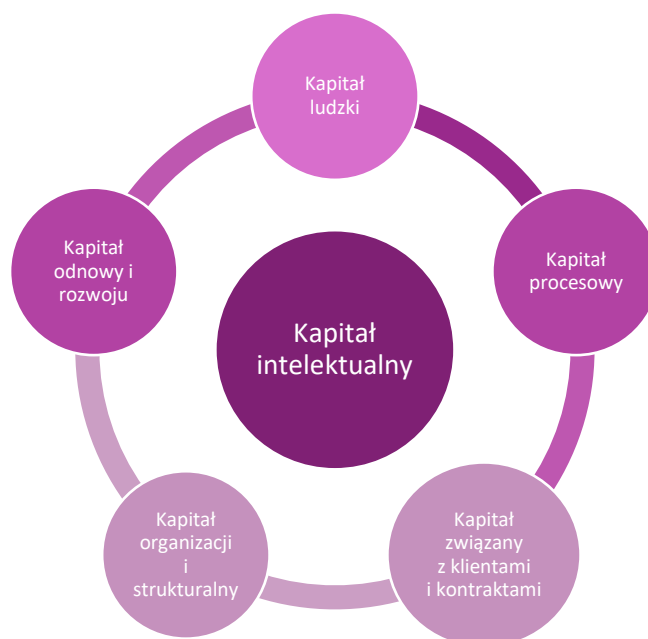 Kapitał
ludzki
Kapitał
procesowy
Kapitał
związany
z klientami
i kontraktami
Kapitał
organizacji
i
strukturalny
Kapitał
odnowy i
rozwoju
Kapitał
intelektualny